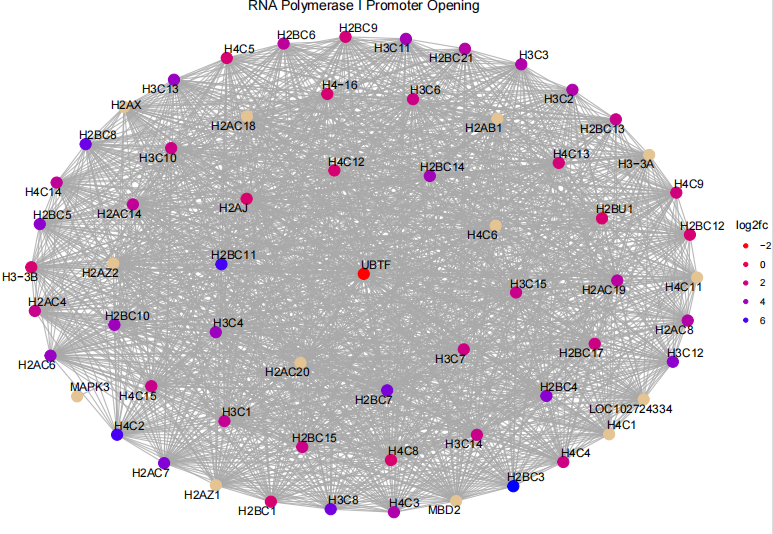 RNA Polymerase I Promoter Opening
H2BC9
H2BC6
H3C11
H4C5
H2BC21
H3C3
H3C13
H4-16
H3C6
H3C2
H2AX
H2AC18
H2AB1
H2BC13
H2BC8
H3C10
H4C12
H2BC14
H4C13
H3-3A
H4C14
H4C9
H2BC5
H2AC14
H2AJ
H2BU1
H2BC12
H4C6
H2BC11
UBTF
H3-3B
H2AZ2
H3C15
H2AC19
H4C11
H2AC4
H2BC10
H3C4
H2AC8
H2AC6
H3C7
H2BC17
H3C12
H2AC20
MAPK3
H4C15
H2BC7
H2BC4
LOC102724334
H3C1
H4C2
H2BC15
H4C8
H3C14
H4C1
H4C4
H2AC7
H2BC3
H2AZ1
H2BC1
H3C8
H4C3
MBD2
log2fc
−2
0
2
4
6